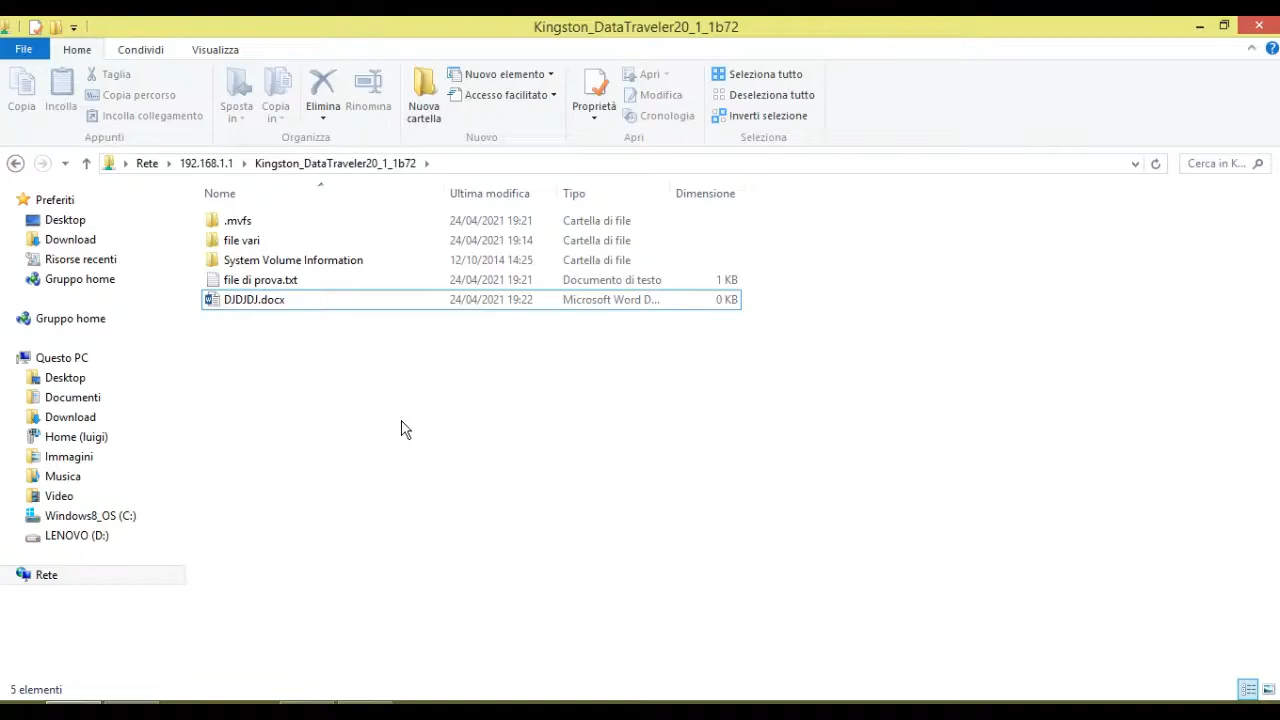 Kingston_DataTraveler20_1_1b72
File Home Condividi Visualizza
Copia
Incolla
Taglia
Copia percorso
Incolla collegamento
Appunti
Sposta in
Copia in
Elimina
Rinomina
Organizza
Nuova cartella
Nuovo elemento
Accesso facilitato
Nuovo
Proprietà
Apri
Modifica
Cronologia
Apri
Seleziona tutto
Deseleziona tutto
Inverti selezione
Seleziona
Rete 192.168.1.1 Kingston_DataTraveler20_1_1b72
Cerca in K...
Preferiti
Desktop
Download
Risorse recenti
Gruppo home
Gruppo home
Questo PC
Desktop
Documenti
Download
Home (luigi)
Immagini
Musica
Video
Windows8_OS (C:)
LENOVO (D:)
Rete
Nome Ultima modifica Tipo Dimensione
.mvfs 24/04/2021 19:21 Cartella di file
file vari 24/04/2021 19:14 Cartella di file
System Volume Information 12/10/2014 14:25 Cartella di file
file di prova.txt 24/04/2021 19:21 Documento di testo 1 KB
DJDJDJ.docx 24/04/2021 19:22 Microsoft Word D... 0 KB
5 elementi